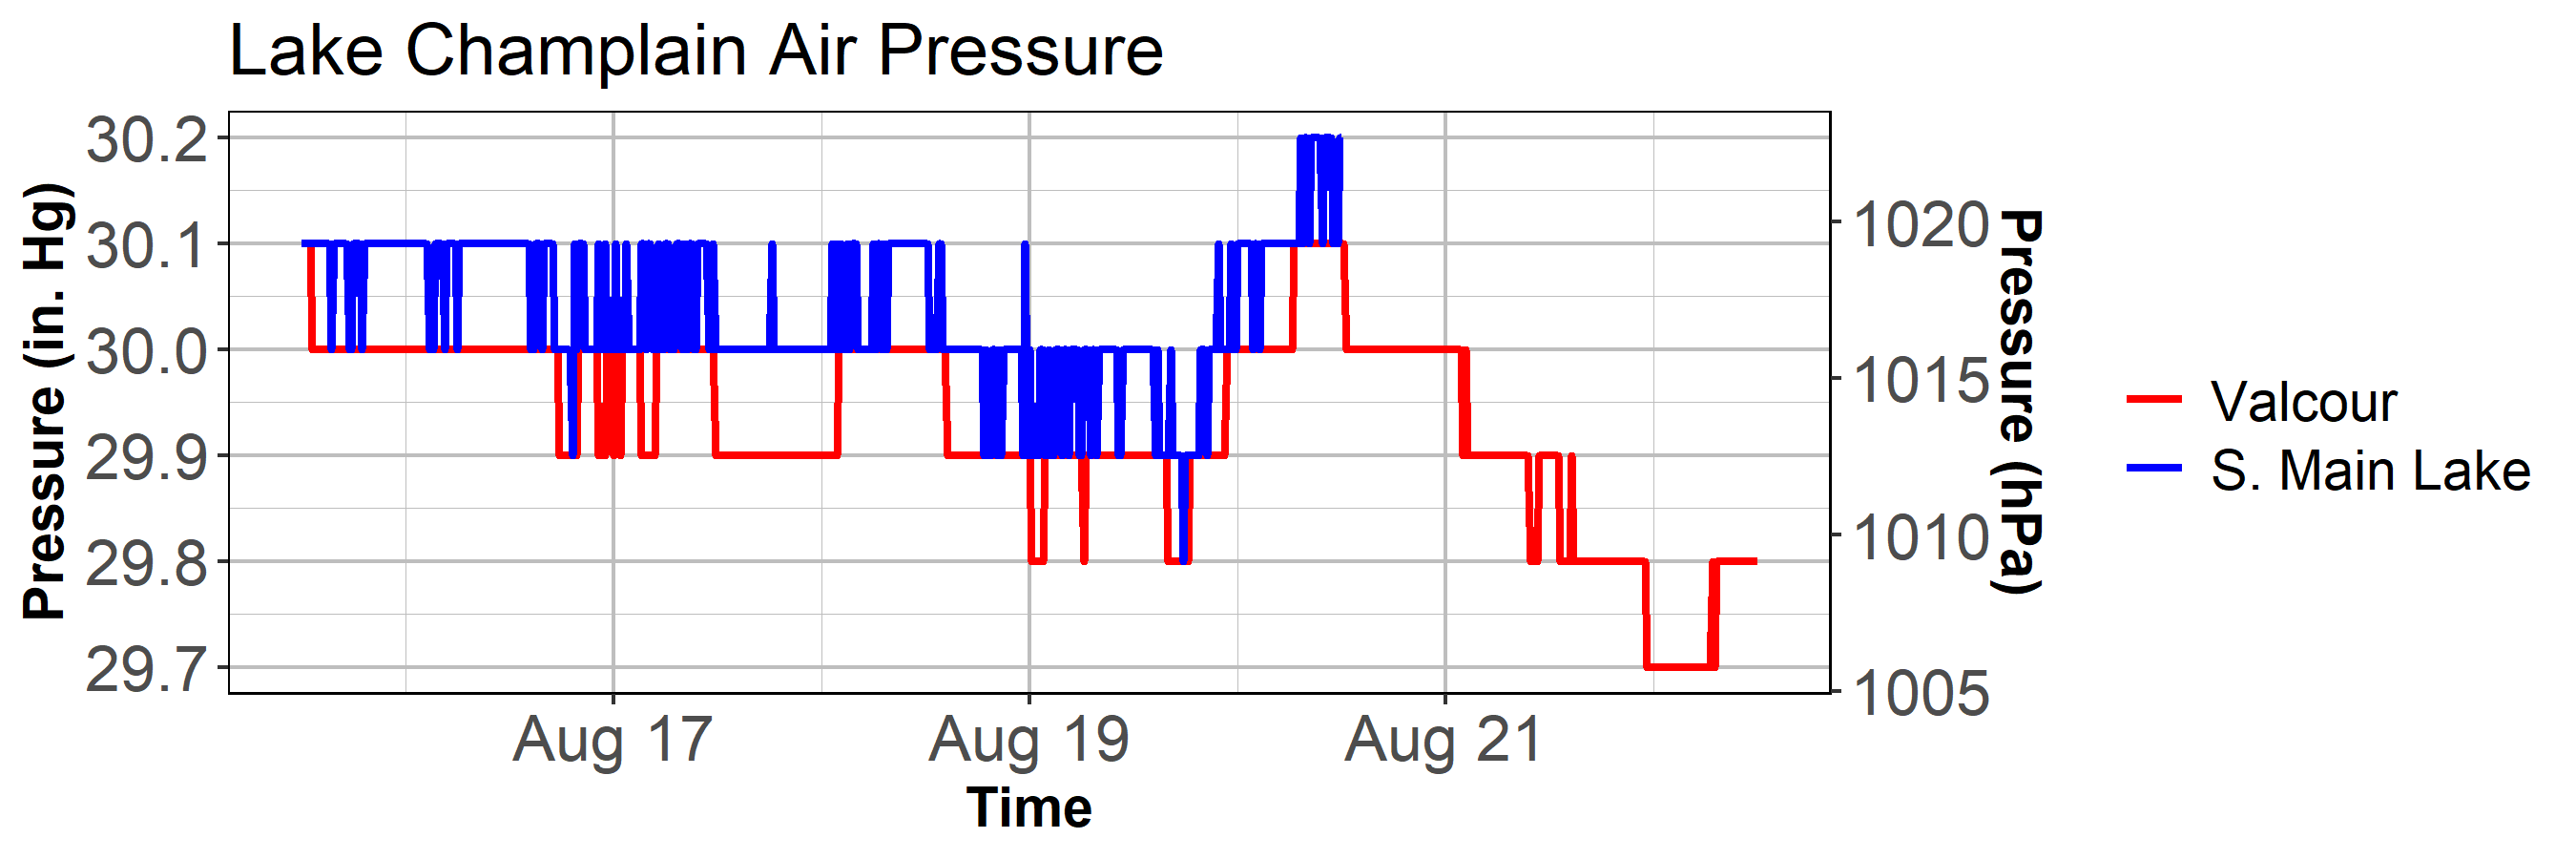 Lake Champlain Air Pressure
Pressure (in. Hg)
30.2
30.1
30.0
29.9
29.8
29.7
1020
1015
1010
1005
Pressure (hPa)
Aug 17
Aug 19
Aug 21
Time
Valcour
S. Main Lake